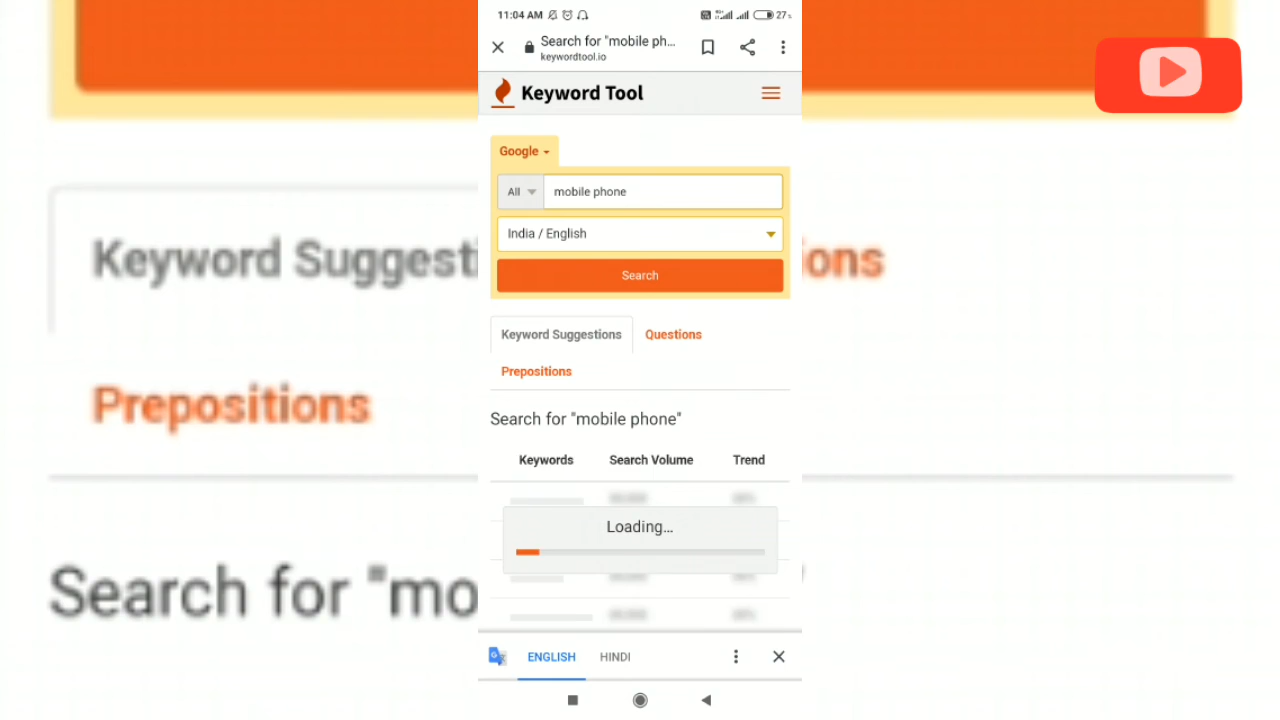 11:04 AM
27%
Search for "mobile ph...
keywordtool.io
Keyword Tool
Google
All
mobile phone
India / English
Search
Keyword Suggestions
Questions
Prepositions
Search for "mobile phone"
Keywords
Search Volume
Trend
Loading...
ENGLISH
HINDI
Keyword Suggesti
ions
Prepositions
Search for "mo